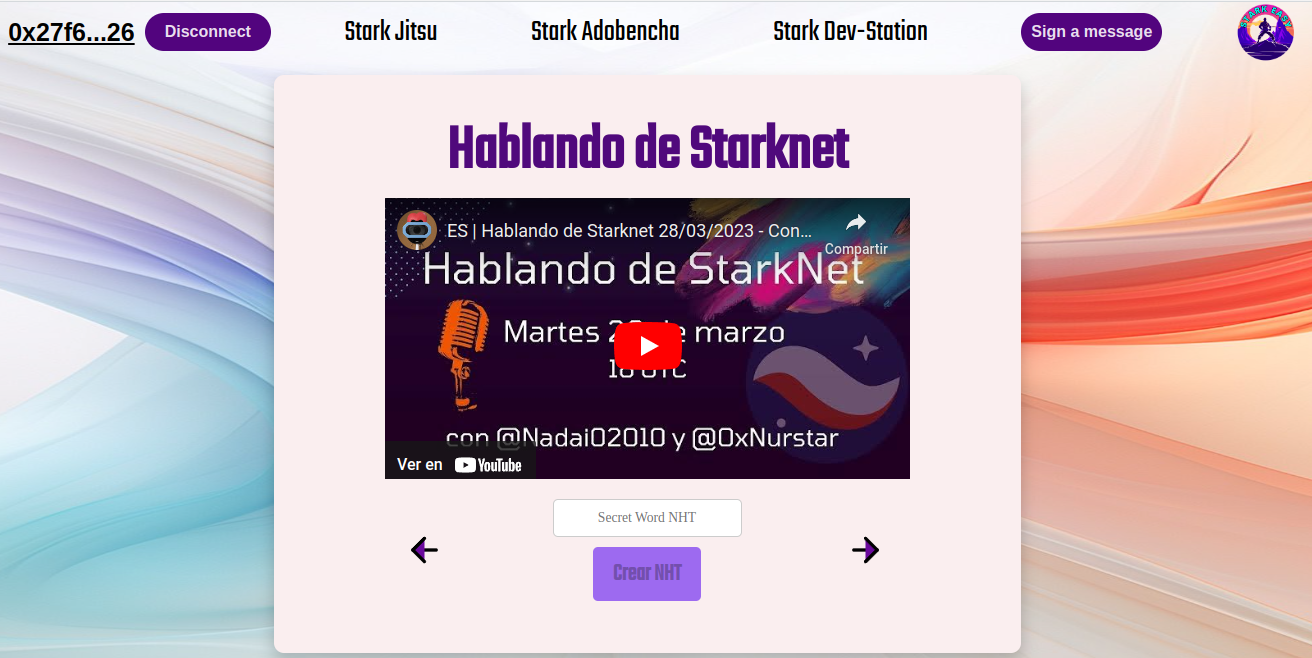 0x27f6...26 Disconnect Stark Jitsu Stark Adobencha Stark Dev-Station Sign a message
STARK EASY
Hablando de Starknet
ES | Hablando de Starknet 28/03/2023 - Con...
Compartir
Hablando de StarkNet
Martes de marzo
UTC
con @Nadai02010 y @0xNurstar
Ver en YouTube
Secret Word NHT
Crear NHT